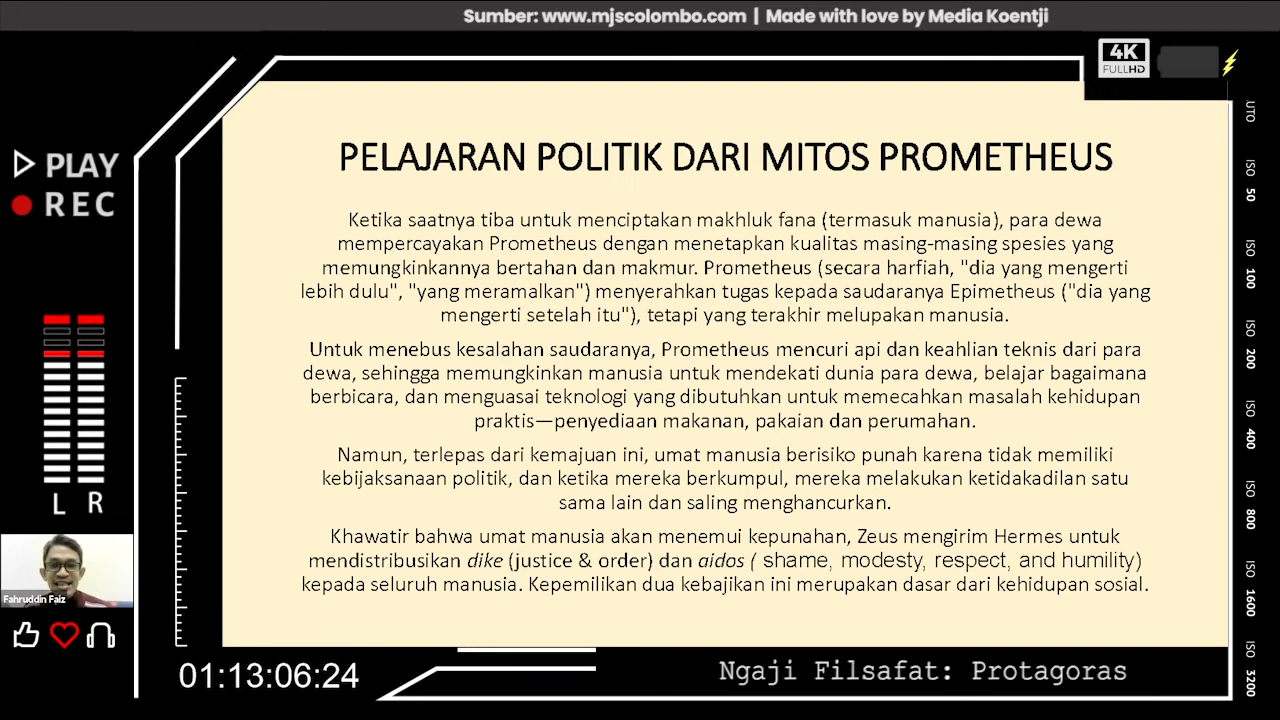 Sumber: www.mjscolombo.com | Made with love by Media Koentji
4K
FULLHD
PLAY
REC
PELAJARAN POLITIK DARI MITOS PROMETHEUS
Ketika saatnya tiba untuk menciptakan makhluk fana (termasuk manusia), para dewa
mempercayakan Prometheus dengan menetapkan kualitas masing-masing spesies yang
memungkinkannya bertahan dan makmur. Prometheus (secara harfiah, "dia yang mengerti
lebih dulu", "yang meramalkan") menyerahkan tugas kepada saudaranya Epimetheus ("dia yang
mengerti setelah itu"), tetapi yang terakhir melupakan manusia.
Untuk menebus kesalahan saudaranya, Prometheus mencuri api dan keahlian teknis dari para
dewa, sehingga memungkinkan manusia untuk mendekati dunia para dewa, belajar bagaimana
berbicara, dan menguasai teknologi yang dibutuhkan untuk memecahkan masalah kehidupan
praktis—penyediaan makanan, pakaian dan perumahan.
Namun, terlepas dari kemajuan ini, umat manusia berisiko punah karena tidak memiliki
kebijaksanaan politik, dan ketika mereka berkumpul, mereka melakukan ketidakadilan satu
sama lain dan saling menghancurkan.
Khawatir bahwa umat manusia akan menemui kepunahan, Zeus mengirim Hermes untuk
mendistribusikan dike (justice & order) dan aidos ( shame, modesty, respect, and humility)
kepada seluruh manusia. Kepemilikan dua kebajikan ini merupakan dasar dari kehidupan sosial.
L R
Fahruddin Faiz
01:13:06:24
Ngaji Filsafat: Protagoras
UTO
ISO
50
ISO
100
ISO
200
ISO
400
ISO
800
ISO
1600
ISO
3200